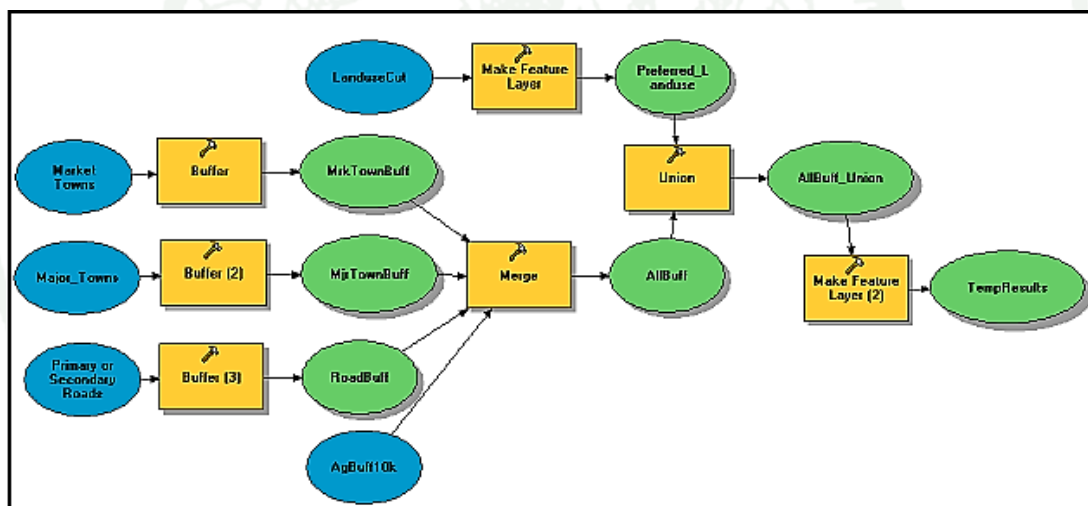 LanduseCut
Make Feature
Layer
Preferred_L
anduse
Market
Towns
Buffer
MrkTownBuff
Union
AllBuff_Union
Major_Towns
Buffer (2)
MjrTownBuff
Merge
AllBuff
Make Feature
Layer (2)
TempResults
Primary or
Secondary
Roads
Buffer (3)
RoadBuff
AgBuff10k